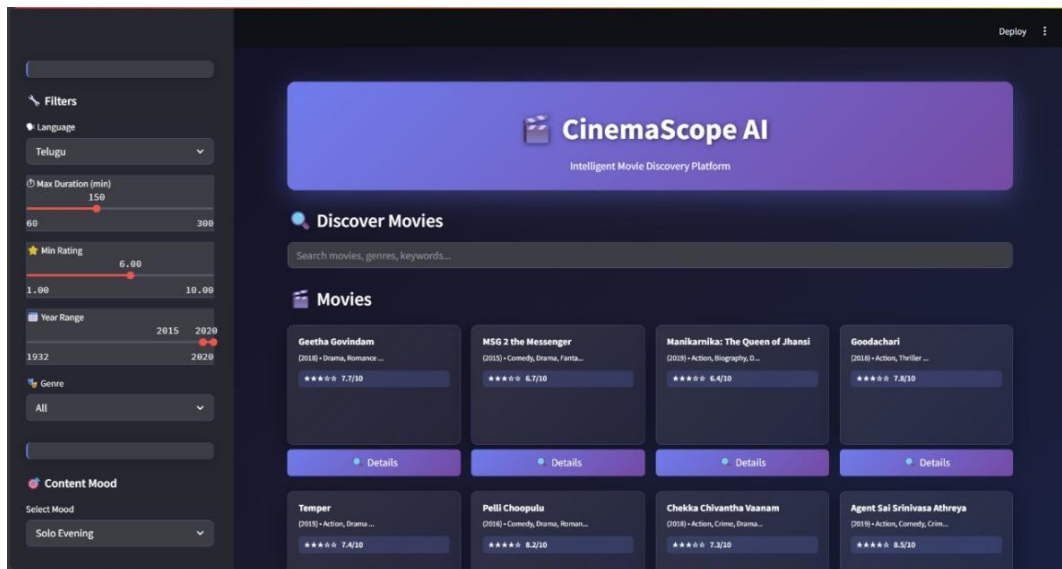 Deploy
Filters
Language
Telugu
Max Duration (min)
150
60 300
Min Rating
6.00
1.00 10.00
Year Range
2015 2020
1932 2020
Genre
All
Content Mood
Select Mood
Solo Evening
CinemaScope AI
Intelligent Movie Discovery Platform
Discover Movies
Search movies, genres, keywords...
Movies
Geetha Govindam
(2018) • Drama, Romance ...
★★★☆☆ 7.7/10
Details
MSG 2 the Messenger
(2015) • Comedy, Drama, Fanta...
★★★☆☆ 6.7/10
Details
Manikarnika: The Queen of Jhansi
(2019) • Action, Biography, D...
★★★☆☆ 6.4/10
Details
Goodachari
(2018) • Action, Thriller ...
★★★☆☆ 7.8/10
Details
Temper
(2015) • Action, Drama ...
★★★☆☆ 7.4/10
Pelli Choopulu
(2016) • Comedy, Drama, Roman...
★★★★☆ 8.2/10
Chekka Chivantha Vaanam
(2018) • Action, Crime, Drama...
★★★☆☆ 7.3/10
Agent Sai Srinivasa Athreya
(2019) • Action, Comedy, Crim...
★★★★☆ 8.5/10